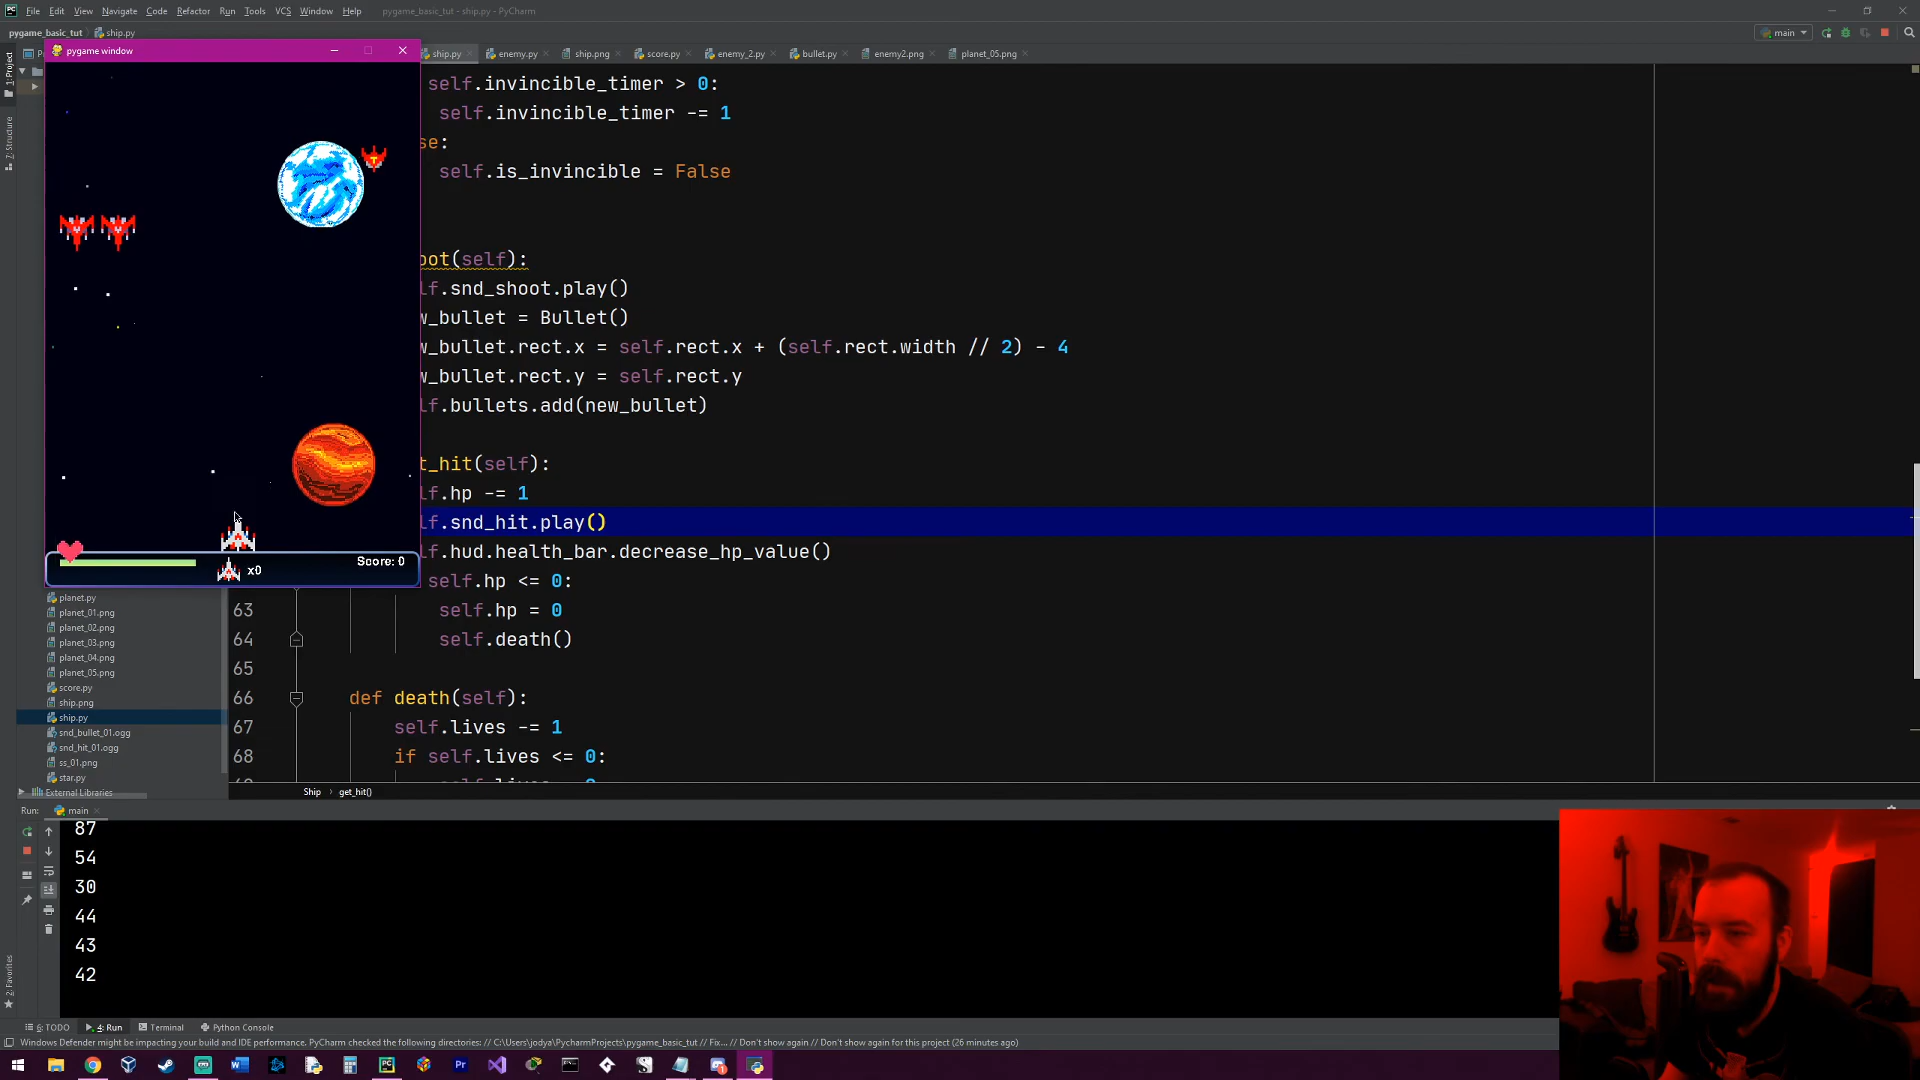 File Edit View Navigate Code Refactor Run Tools VCS Window Help pygame_basic_tut - ship.py - PyCharm
pygame_basic_tut ship.py main
pygame window
ship.py enemy.py ship.png score.py enemy_2.py bullet.py enemy2.png planet_05.png
1: Project
7: Structure
2: Favorites
self.invincible_timer > 0:
self.invincible_timer -= 1
se:
self.is_invincible = False
oot(self):
lf.snd_shoot.play()
w_bullet = Bullet()
w_bullet.rect.x = self.rect.x + (self.rect.width // 2) - 4
w_bullet.rect.y = self.rect.y
lf.bullets.add(new_bullet)
t_hit(self):
lf.hp -= 1
lf.snd_hit.play()
lf.hud.health_bar.decrease_hp_value()
self.hp <= 0:
63 self.hp = 0
64 self.death()
65
66 def death(self):
67 self.lives -= 1
68 if self.lives <= 0:
x0
Score: 0
planet.py
planet_01.png
planet_02.png
planet_03.png
planet_04.png
planet_05.png
score.py
ship.png
ship.py
snd_bullet_01.ogg
snd_hit_01.ogg
ss_01.png
star.py
External Libraries
Ship get_hit()
Run: main
87
54
30
44
43
42
6: TODO 4: Run Terminal Python Console
Windows Defender might be impacting your build and IDE performance. PyCharm checked the following directories: // C:\Users\jodya\PycharmProjects\pygame_basic_tut // Fix... // Don't show again // Don't show again for this project (26 minutes ago)